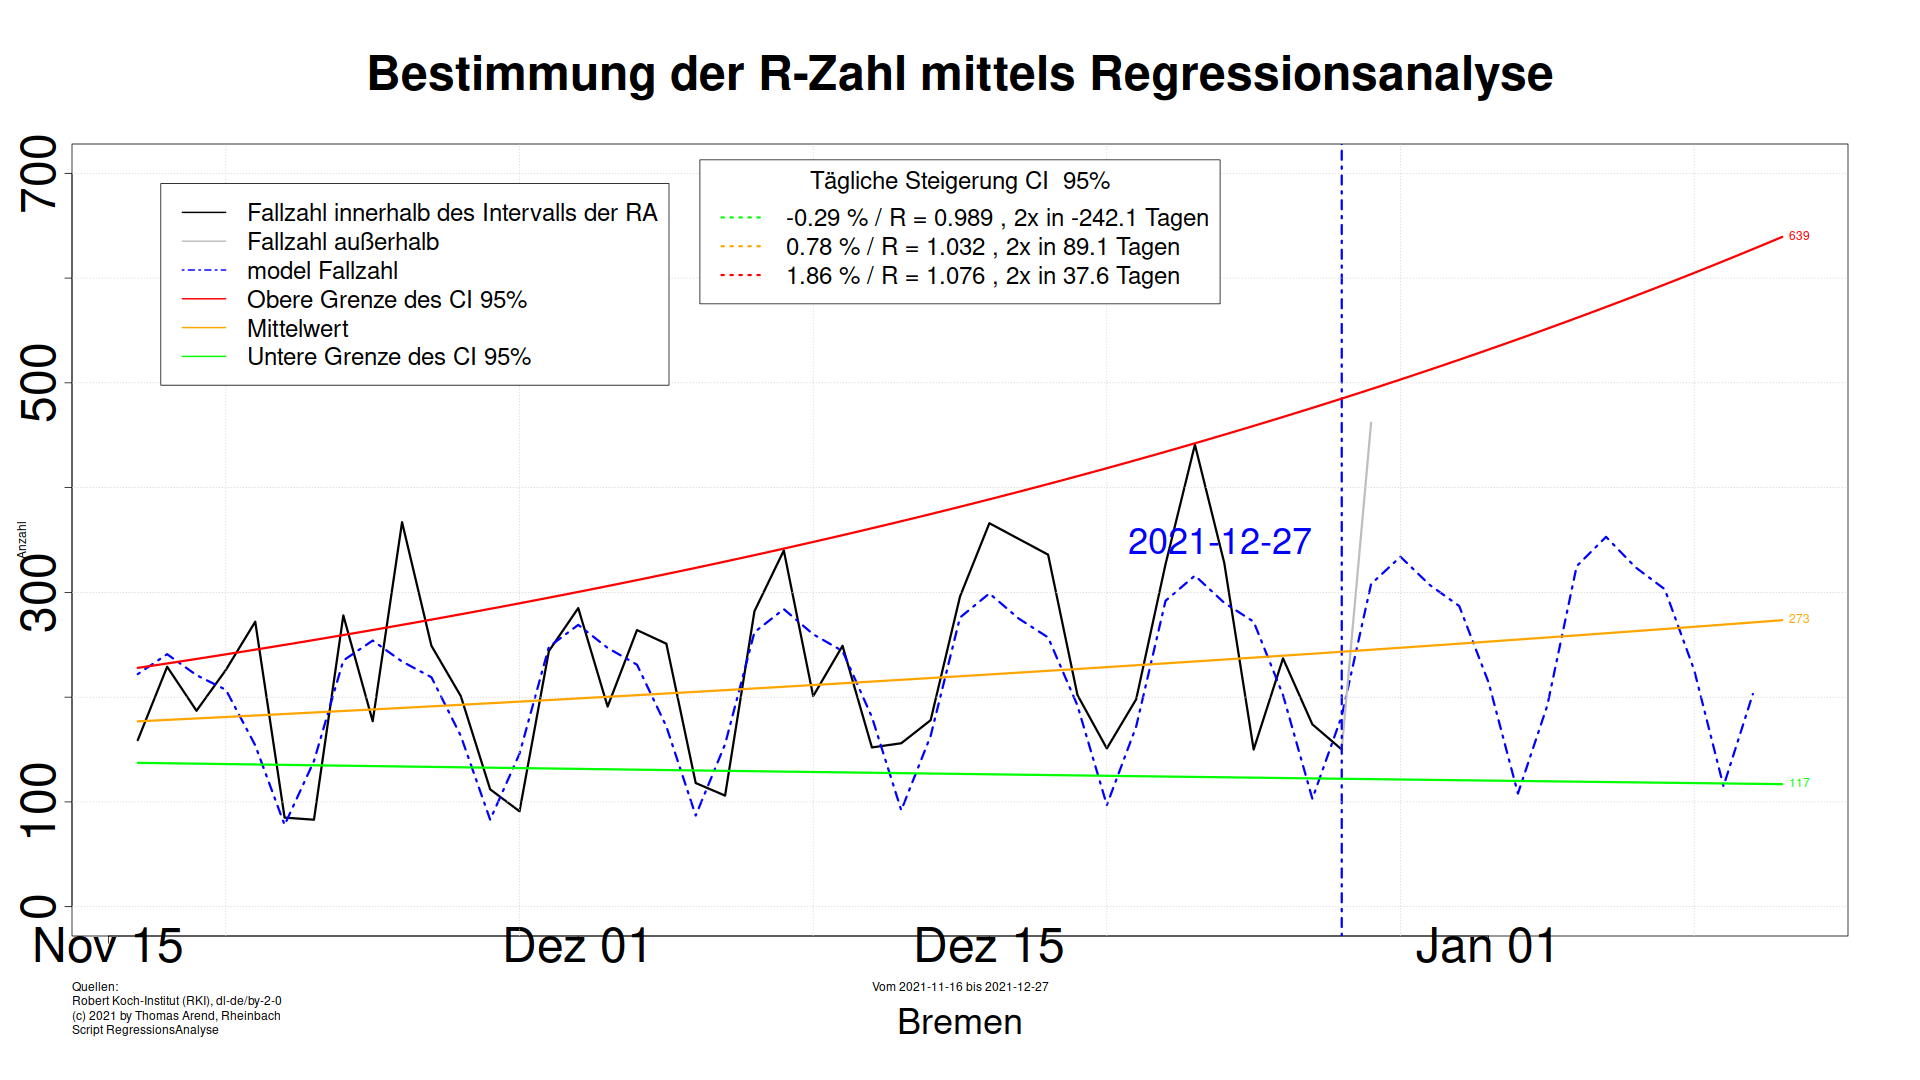 Bestimmung der R-Zahl mittels Regressionsanalyse
700
500
300
100
0
Anzahl
Fallzahl innerhalb des Intervalls der RA
Fallzahl außerhalb
model Fallzahl
Obere Grenze des CI 95%
Mittelwert
Untere Grenze des CI 95%
Tägliche Steigerung CI  95%
-0.29 % / R = 0.989 , 2x in -242.1 Tagen
0.78 % / R = 1.032 , 2x in 89.1 Tagen
1.86 % / R = 1.076 , 2x in 37.6 Tagen
639
2021-12-27
273
117
Nov 15
Dez 01
Dez 15
Jan 01
Quellen:
Robert Koch-Institut (RKI), dl-de/by-2-0
(c) 2021 by Thomas Arend, Rheinbach
Script RegressionsAnalyse
Vom 2021-11-16 bis 2021-12-27
Bremen